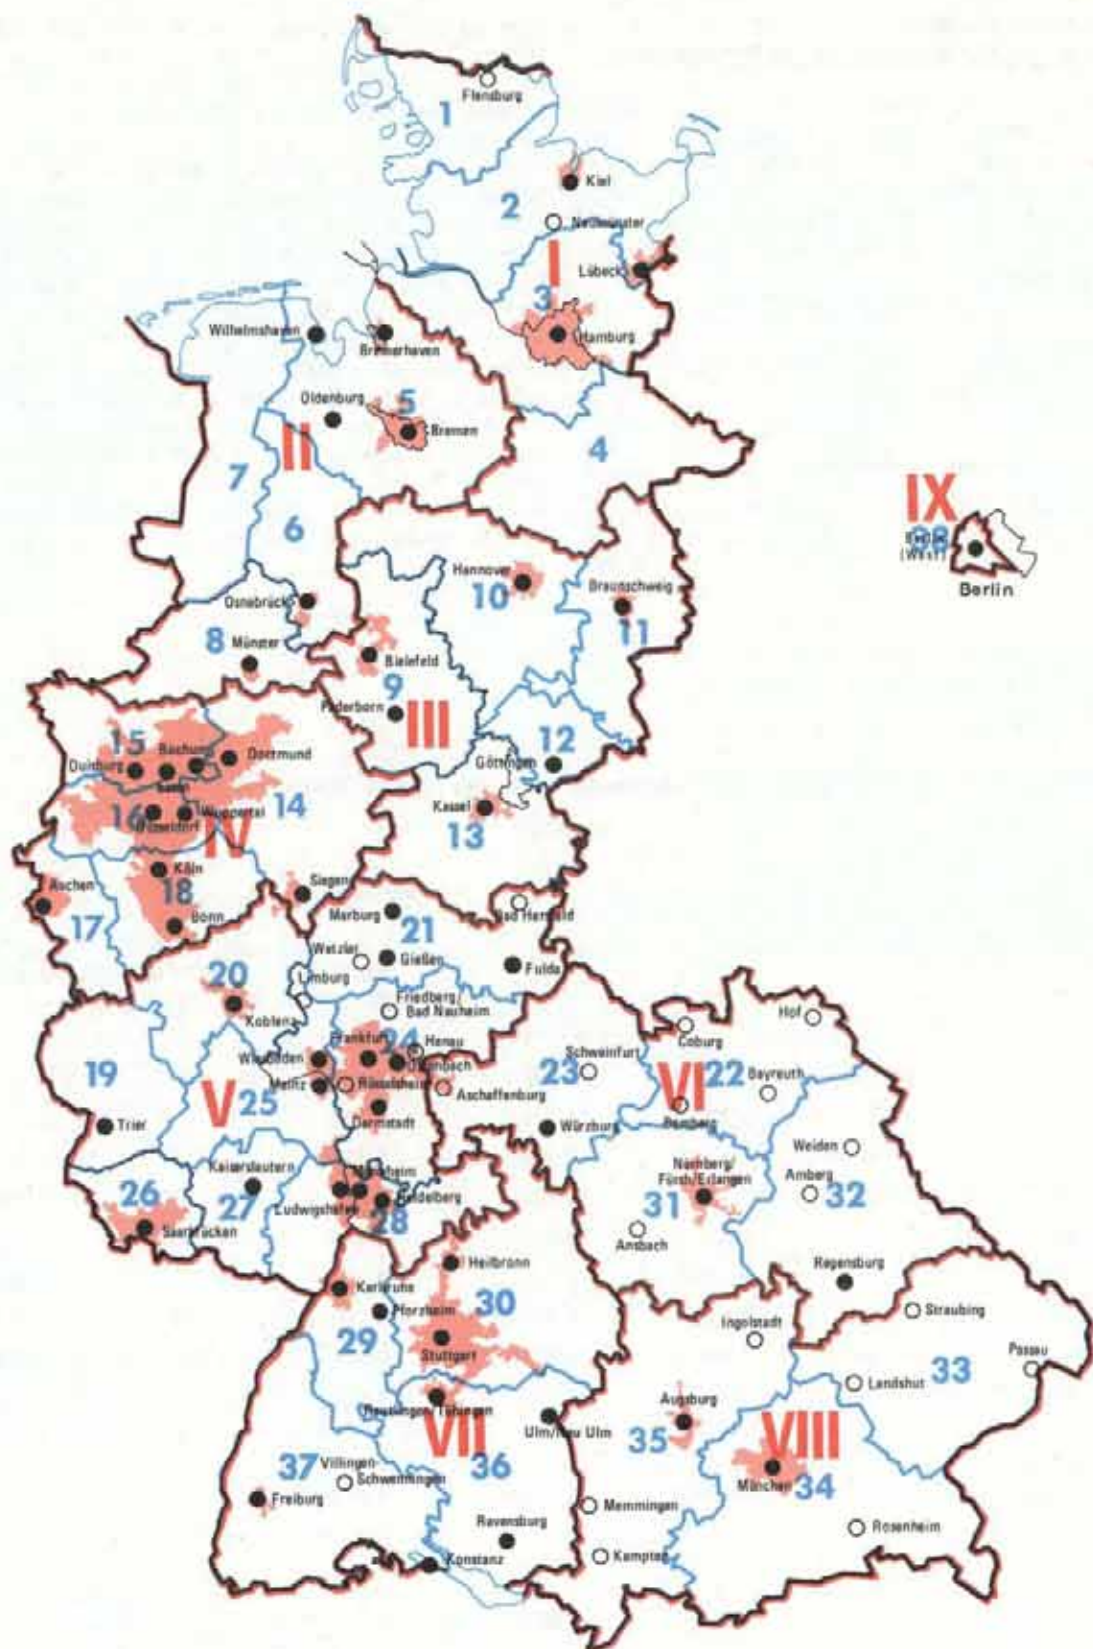 Flensburg
1
Kiel
2
Neumünster
I
Lübeck
3
Hamburg
Wilhelmshaven
Bremerhaven
Oldenburg
5
Bremen
II
4
7
6
IX
38
Berlin
(West)
Berlin
Hannover
10
Braunschweig
11
Osnabrück
8
Münster
Bielefeld
9
Paderborn
III
12
Göttingen
15
Bochum
Duisburg
Dortmund
Essen
16
Wuppertal
Düsseldorf
14
IV
Kassel
13
Köln
18
Aachen
Siegen
17
Bonn
Marburg
21
Bad Hersfeld
Wetzlar
Gießen
Fulda
20
Limburg
Koblenz
Friedberg/
Bad Nauheim
Hof
Coburg
Frankfurt
24
Hanau
Wiesbaden
Offenbach
Schweinfurt
23
VI
22
Bayreuth
19
Mainz
Rüsselsheim
Aschaffenburg
V
25
Bamberg
Darmstadt
Trier
Würzburg
Weiden
Kaiserslautern
Mannheim
Nürnberg/
Fürth/Erlangen
Amberg
32
26
27
Ludwigshafen
Heidelberg
28
31
Saarbrücken
Ansbach
Heilbronn
Regensburg
Karlsruhe
30
Pforzheim
Straubing
29
Ingolstadt
Stuttgart
Passau
33
Landshut
Reutlingen/Tübingen
Augsburg
VII
Ulm/Neu Ulm
35
VIII
37
Villingen-
Schwenningen
36
München
34
Freiburg
Memmingen
Ravensburg
Rosenheim
Konstanz
Kempten